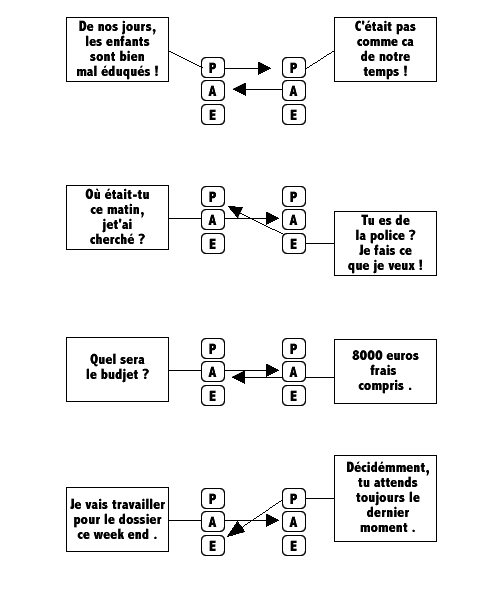 De nos jours,
les enfants
sont bien
mal éduqués !
C'était pas
comme ca
de notre
temps !
P P
A A
E E
Où était-tu
ce matin,
jet'ai
cherché ?
P P
A A
E E
Tu es de
la police ?
Je fais ce
que je veux !
Quel sera
le budjet ?
P P
A A
E E
8000 euros
frais
compris .
Je vais travailler
pour le dossier
ce week end .
P P
A A
E E
Décidémment,
tu attends
toujours le
dernier
moment .